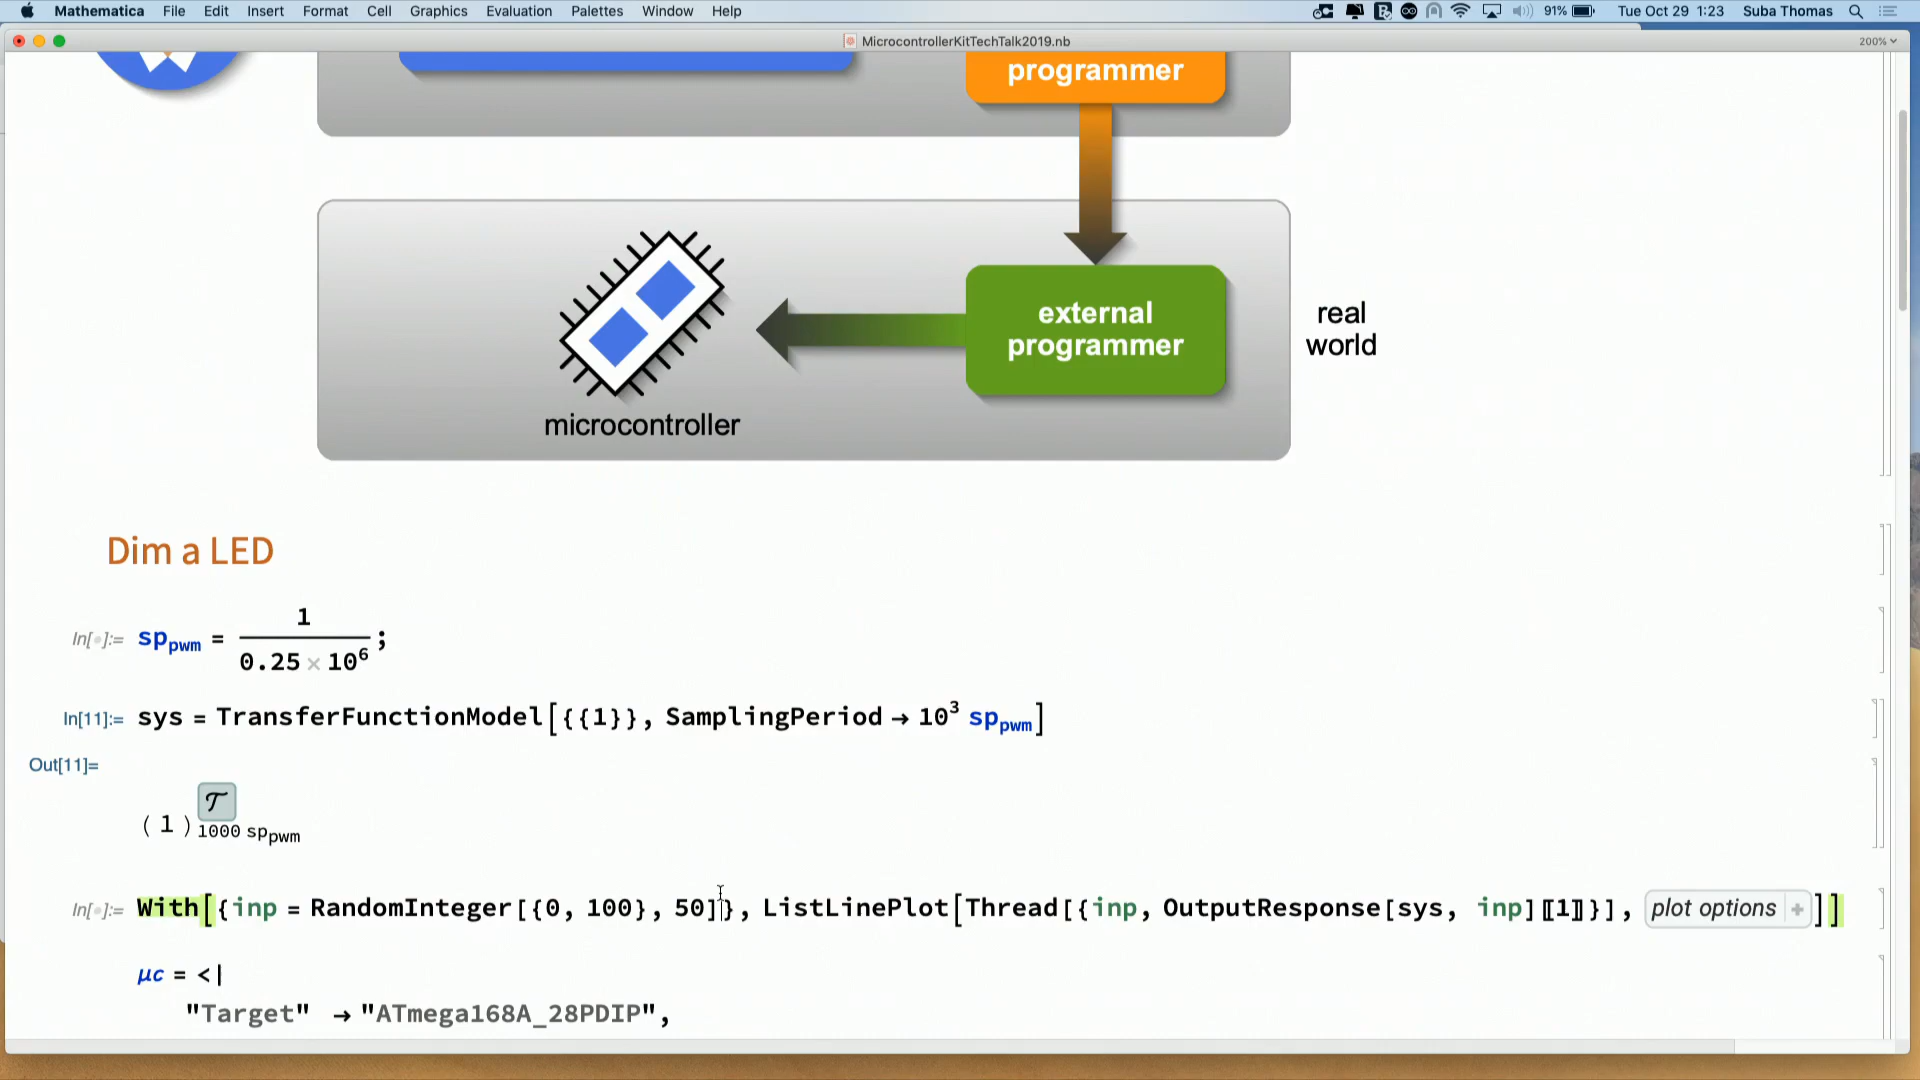 Mathematica File Edit Insert Format Cell Graphics Evaluation Palettes Window Help 91% Tue Oct 29 1:23 Suba Thomas
MicrocontrollerKitTechTalk2019.nb 200%
programmer
external
programmer
real
world
microcontroller
Dim a LED
In[ ]:= sp_pwm = 1 / (0.25 × 10^6);
In[11]:= sys = TransferFunctionModel[{{1}}, SamplingPeriod → 10^3 sp_pwm]
Out[11]=
( 1 ) 𝒯 1000 sp_pwm
In[ ]:= With[{inp = RandomInteger[{0, 100}, 50]}, ListLinePlot[Thread[{inp, OutputResponse[sys, inp]〚1〛}], plot options +]]
μc = <|
"Target" → "ATmega168A_28PDIP",